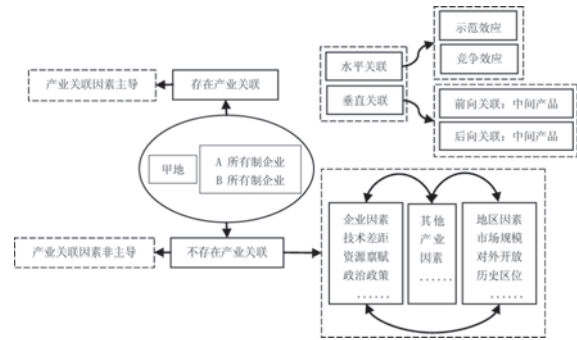 示范效应
竞争效应
水平关联
垂直关联
前向关联：中间产品
后向关联：中间产品
产业关联因素主导
存在产业关联
甲地
A 所有制企业
B 所有制企业
产业关联因素非主导
不存在产业关联
企业因素
技术差距
资源禀赋
政治政策
......
其他
产业
因素
......
地区因素
市场规模
对外开放
历史区位
......